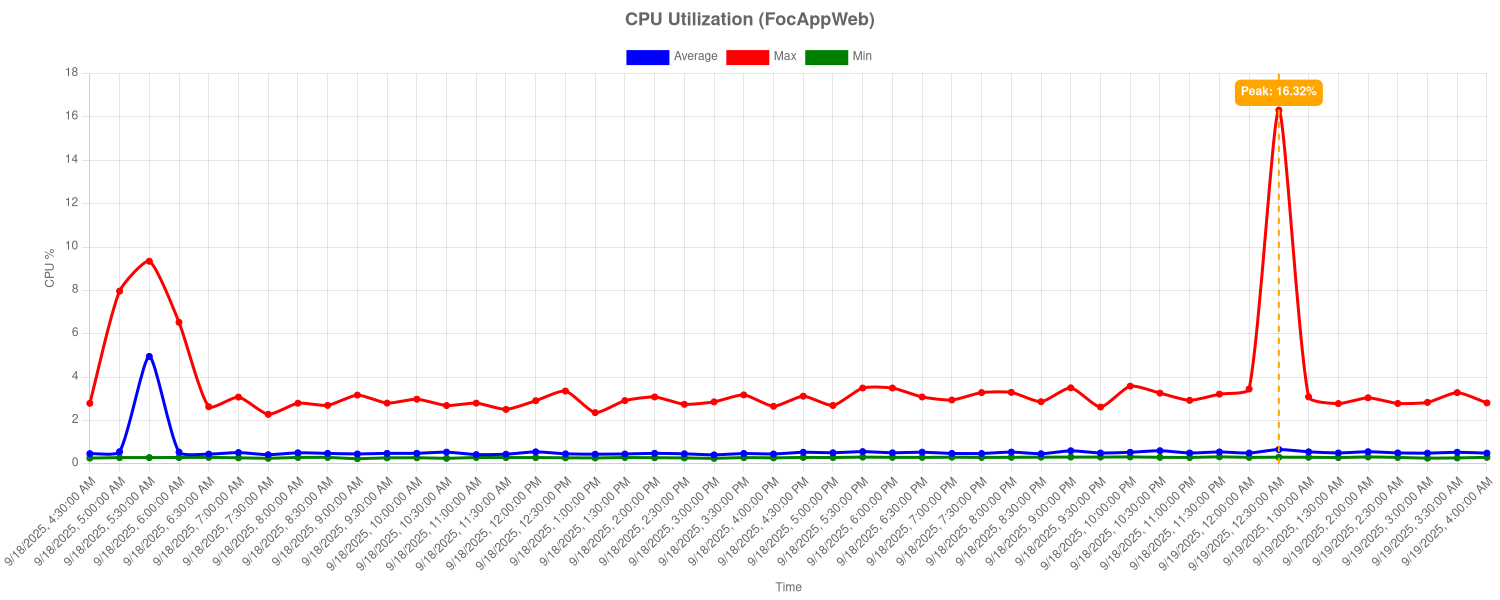 CPU Utilization (FocAppWeb)
Average Max Min
18
Peak: 16.32%
16
14
12
10
8
6
4
2
0
CPU %
9/18/2025, 4:30:00 AM
9/18/2025, 5:00:00 AM
9/18/2025, 5:30:00 AM
9/18/2025, 6:00:00 AM
9/18/2025, 6:30:00 AM
9/18/2025, 7:00:00 AM
9/18/2025, 7:30:00 AM
9/18/2025, 8:00:00 AM
9/18/2025, 8:30:00 AM
9/18/2025, 9:00:00 AM
9/18/2025, 9:30:00 AM
9/18/2025, 10:00:00 AM
9/18/2025, 10:30:00 AM
9/18/2025, 11:00:00 AM
9/18/2025, 11:30:00 AM
9/18/2025, 12:00:00 PM
9/18/2025, 12:30:00 PM
9/18/2025, 1:00:00 PM
9/18/2025, 1:30:00 PM
9/18/2025, 2:00:00 PM
9/18/2025, 2:30:00 PM
9/18/2025, 3:00:00 PM
9/18/2025, 3:30:00 PM
9/18/2025, 4:00:00 PM
9/18/2025, 4:30:00 PM
9/18/2025, 5:00:00 PM
9/18/2025, 5:30:00 PM
9/18/2025, 6:00:00 PM
9/18/2025, 6:30:00 PM
9/18/2025, 7:00:00 PM
9/18/2025, 7:30:00 PM
9/18/2025, 8:00:00 PM
9/18/2025, 8:30:00 PM
9/18/2025, 9:00:00 PM
9/18/2025, 9:30:00 PM
9/18/2025, 10:00:00 PM
9/18/2025, 10:30:00 PM
9/18/2025, 11:00:00 PM
9/18/2025, 11:30:00 PM
9/19/2025, 12:00:00 AM
9/19/2025, 12:30:00 AM
9/19/2025, 1:00:00 AM
9/19/2025, 1:30:00 AM
9/19/2025, 2:00:00 AM
9/19/2025, 2:30:00 AM
9/19/2025, 3:00:00 AM
9/19/2025, 3:30:00 AM
9/19/2025, 4:00:00 AM
Time